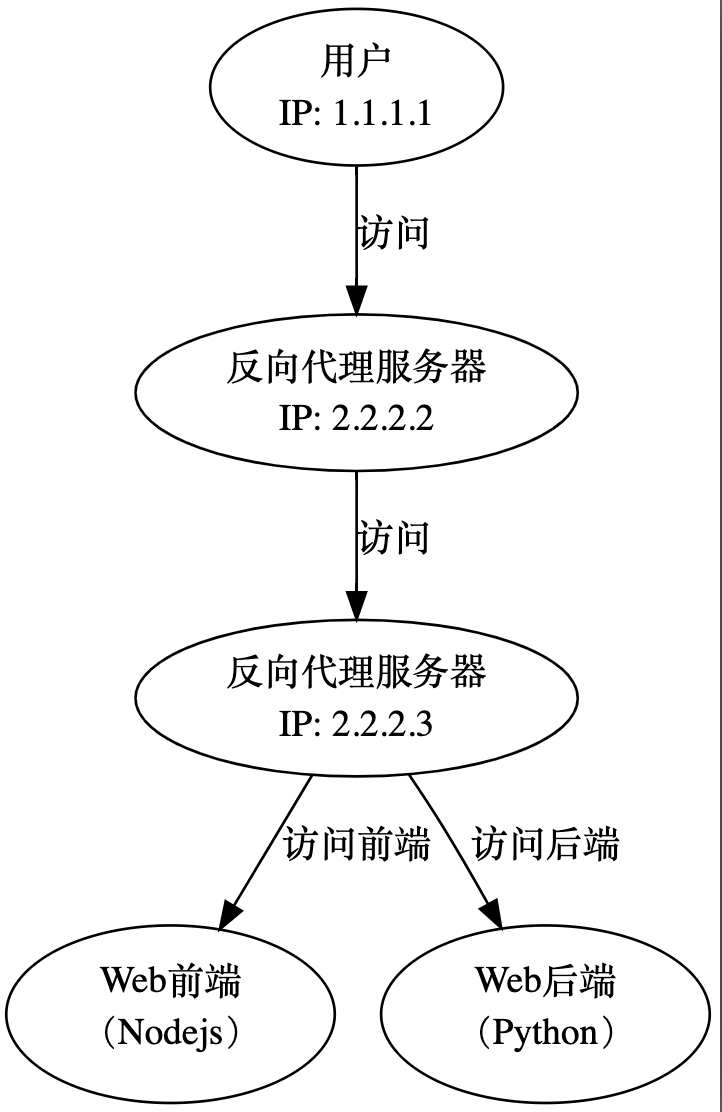 用户
IP: 1.1.1.1
访问
反向代理服务器
IP: 2.2.2.2
访问
反向代理服务器
IP: 2.2.2.3
访问前端
访问后端
Web前端
（Nodejs）
Web后端
（Python）